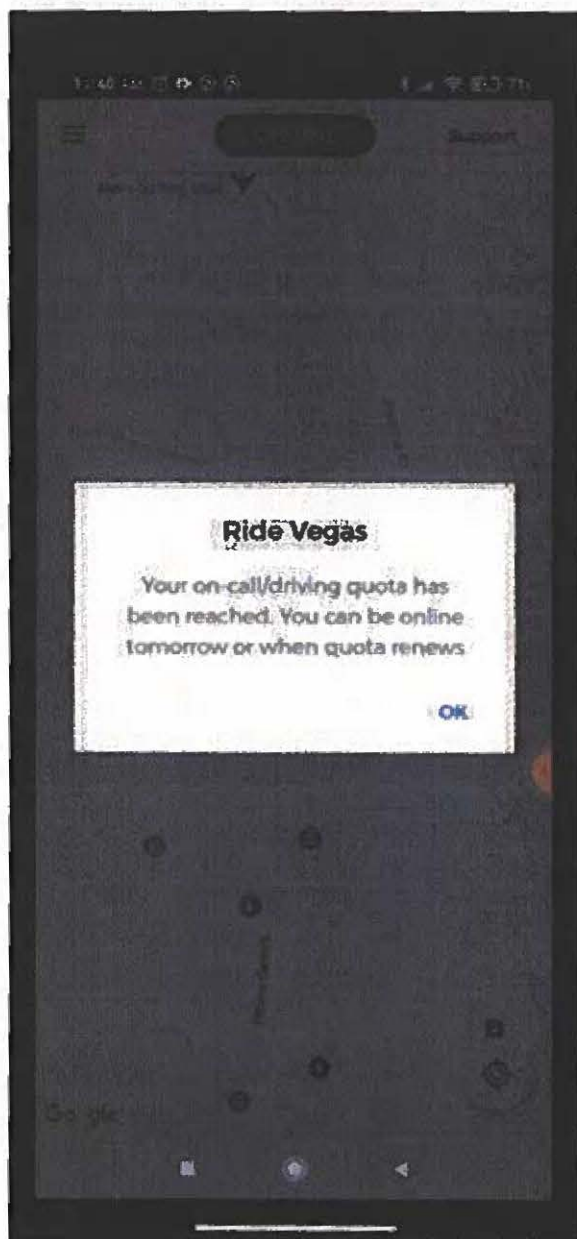 Support
Ride Vegas
Your on-call/driving quota has
been reached. You can be online
tomorrow or when quota renews
OK
Google